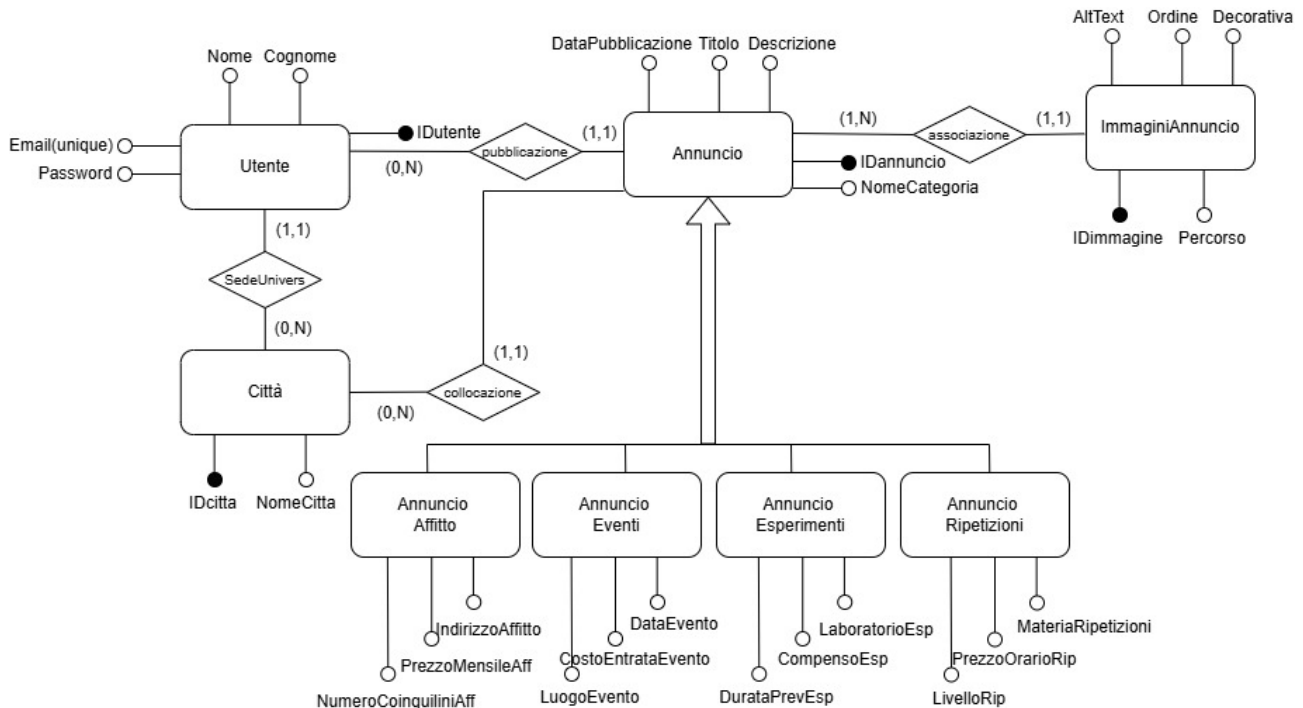 AltText Ordine Decorativa
DataPubblicazione Titolo Descrizione
Nome Cognome
Email(unique)
Password
Utente
IDutente
(0,N)
pubblicazione
(1,1)
Annuncio
(1,N)
associazione
(1,1)
ImmaginiAnnuncio
IDannuncio
NomeCategoria
IDimmagine Percorso
(1,1)
SedeUnivers
(0,N)
Città
(0,N)
collocazione
(1,1)
IDcitta NomeCitta
Annuncio
Affitto
Annuncio
Eventi
Annuncio
Esperimenti
Annuncio
Ripetizioni
IndirizzoAffitto
PrezzoMensileAff
NumeroCoinquiliniAff
DataEvento
CostoEntrataEvento
LuogoEvento
LaboratorioEsp
CompensoEsp
DurataPrevEsp
MateriaRipetizioni
PrezzoOrarioRip
LivelloRip